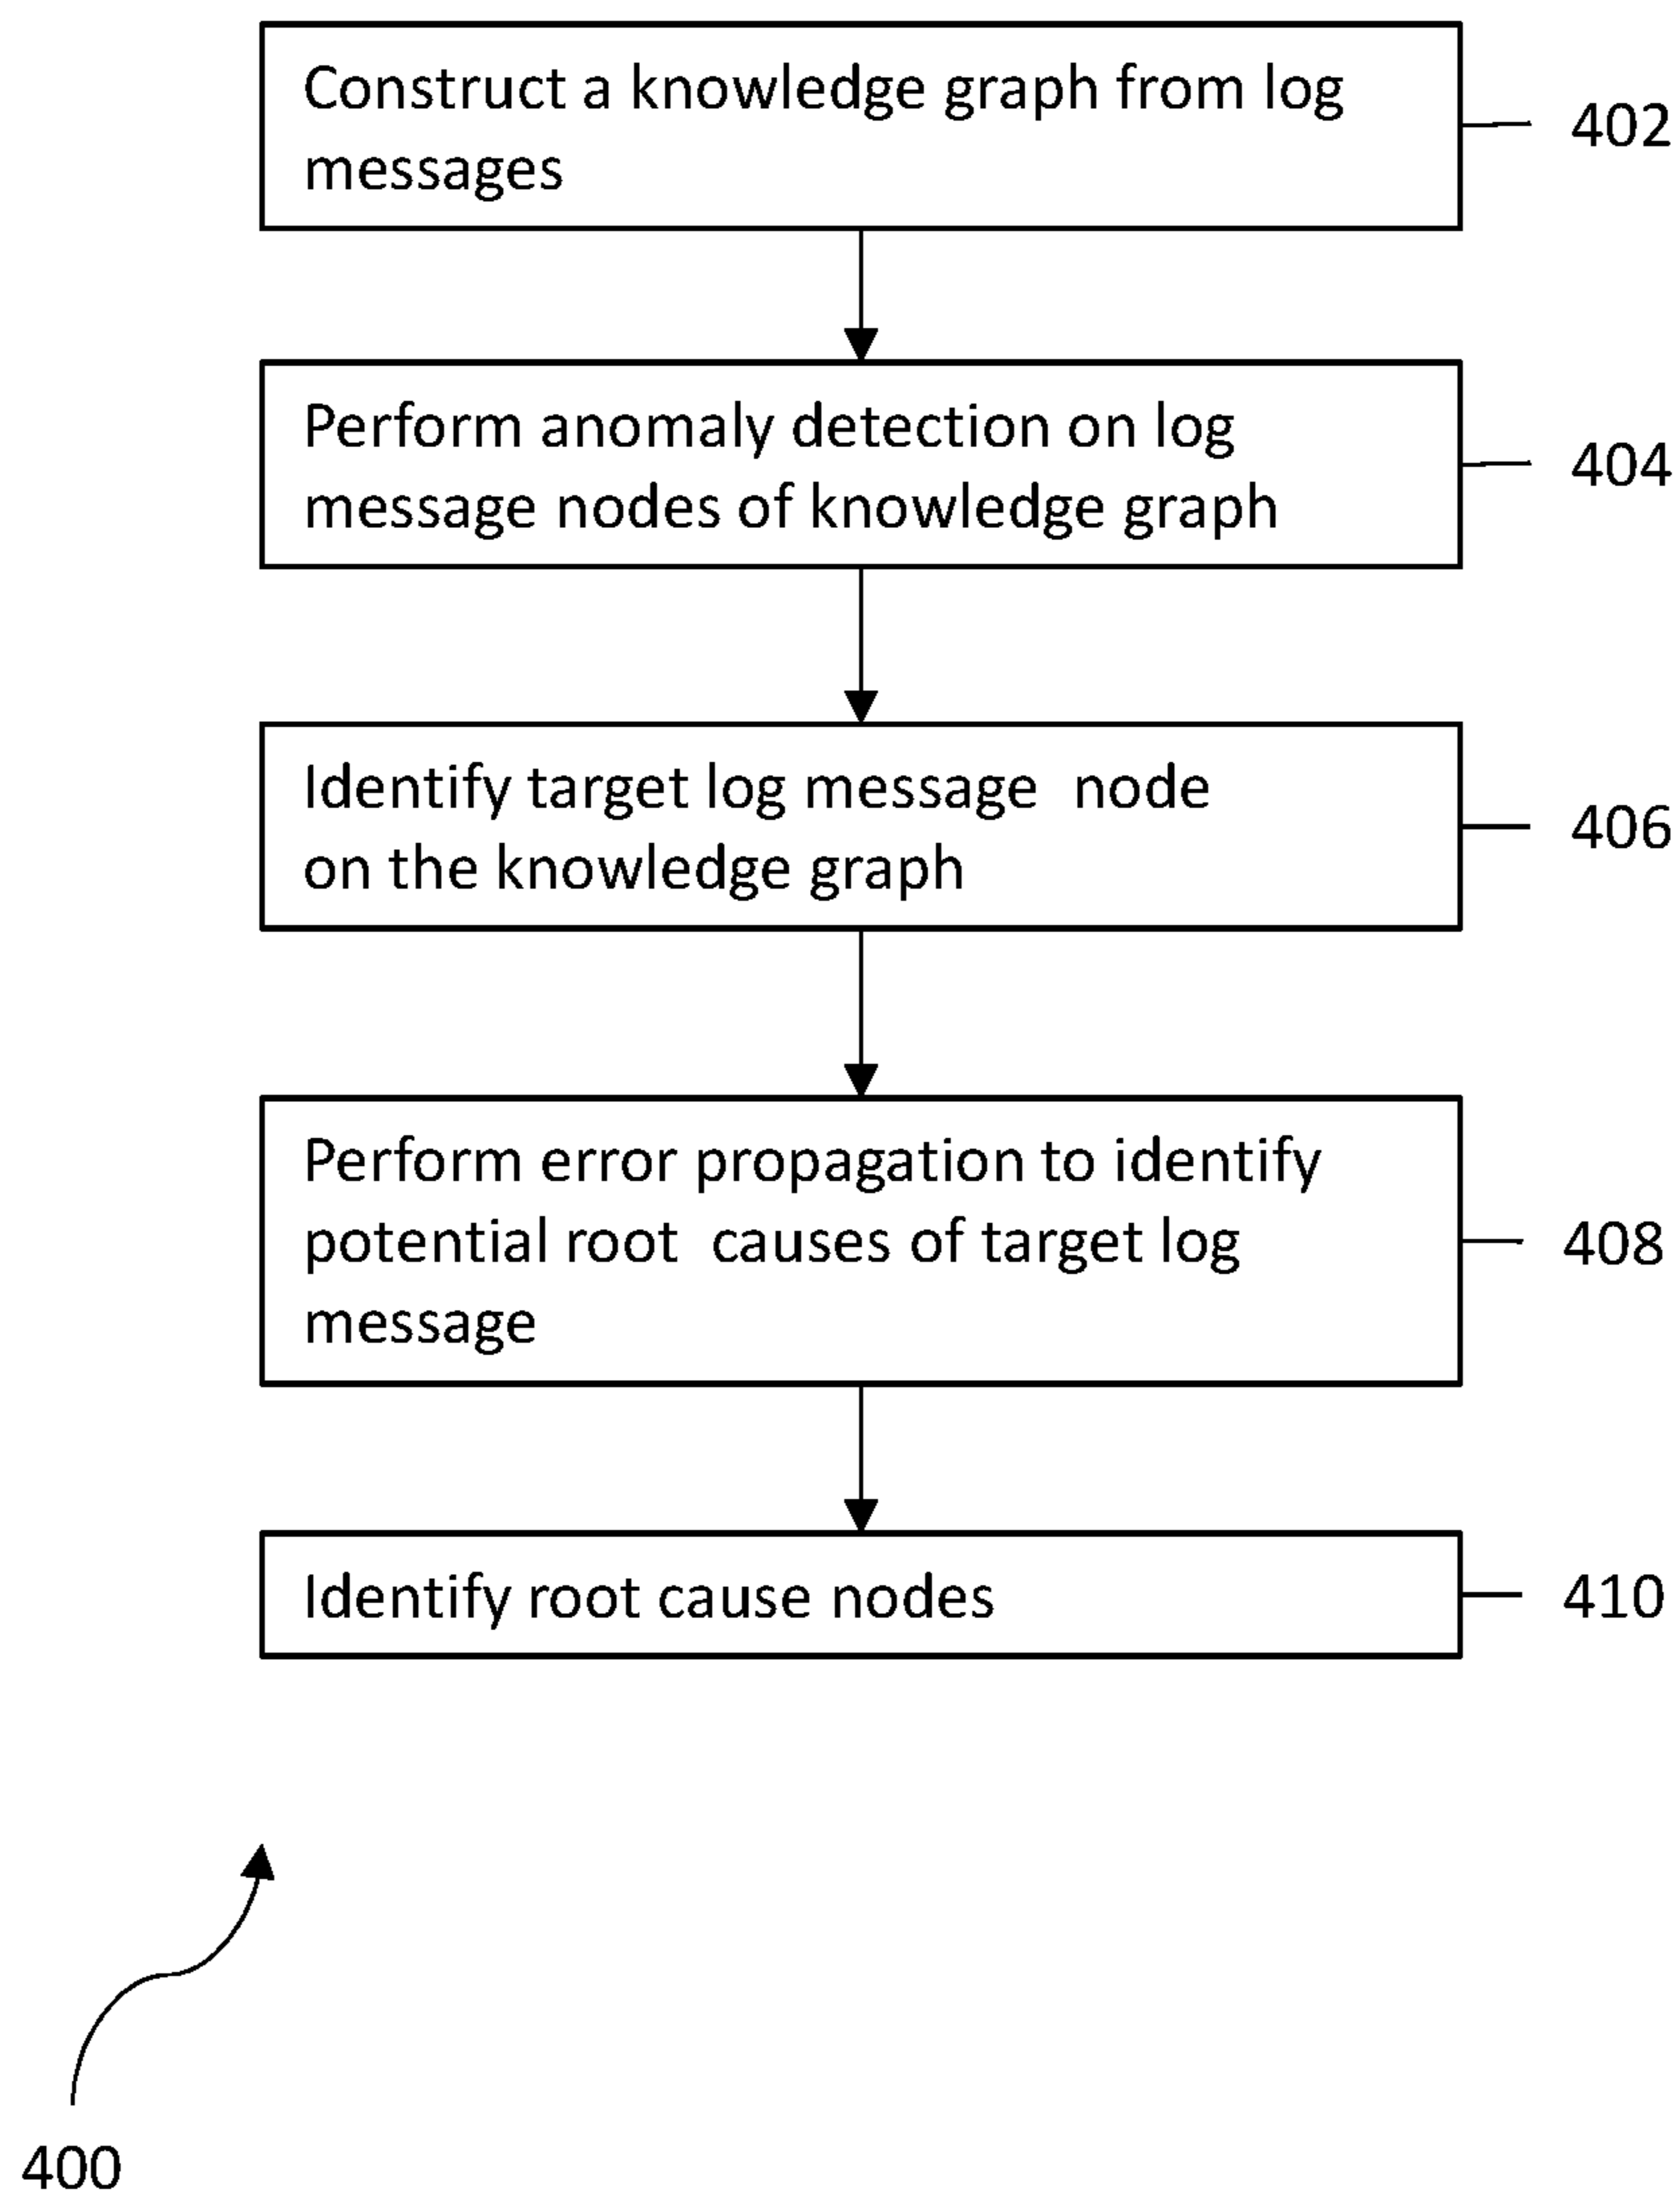 Construct a knowledge graph from log
messages
402
Perform anomaly detection on log
message nodes of knowledge graph
404
Identify target log message  node
on the knowledge graph
406
Perform error propagation to identify
potential root  causes of target log
message
408
Identify root cause nodes
410
400